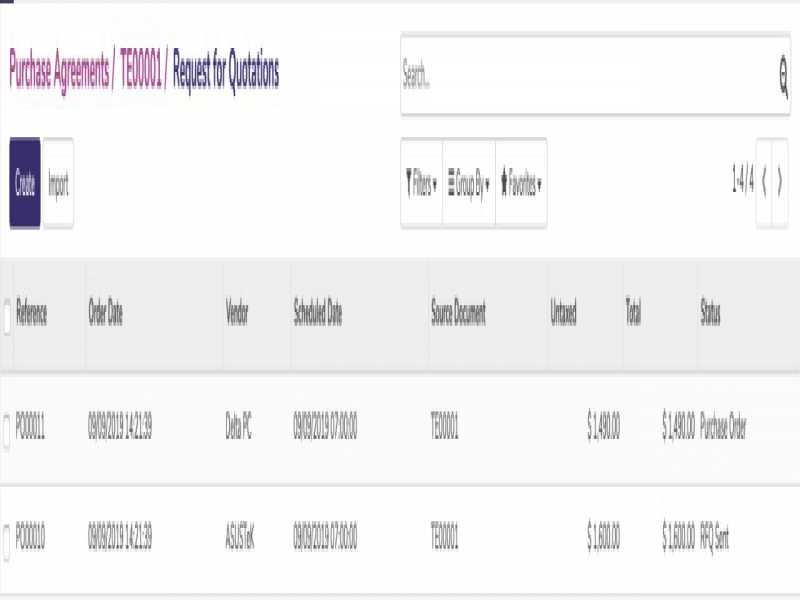 Purchase Agreements / TE00001 / Request for Quotations
Search...
Create Import Filters Group By Favorites 1-4 / 4
Reference Order Date Vendor Scheduled Date Source Document Untaxed Total Status
PO00011 09/09/2019 14:21:39 Delta PC 09/09/2019 07:00:00 TE00001 $ 1,490.00 $ 1,490.00 Purchase Order
PO00010 09/09/2019 14:21:39 ASUSTeK 09/09/2019 07:00:00 TE00001 $ 1,600.00 $ 1,600.00 RFQ Sent